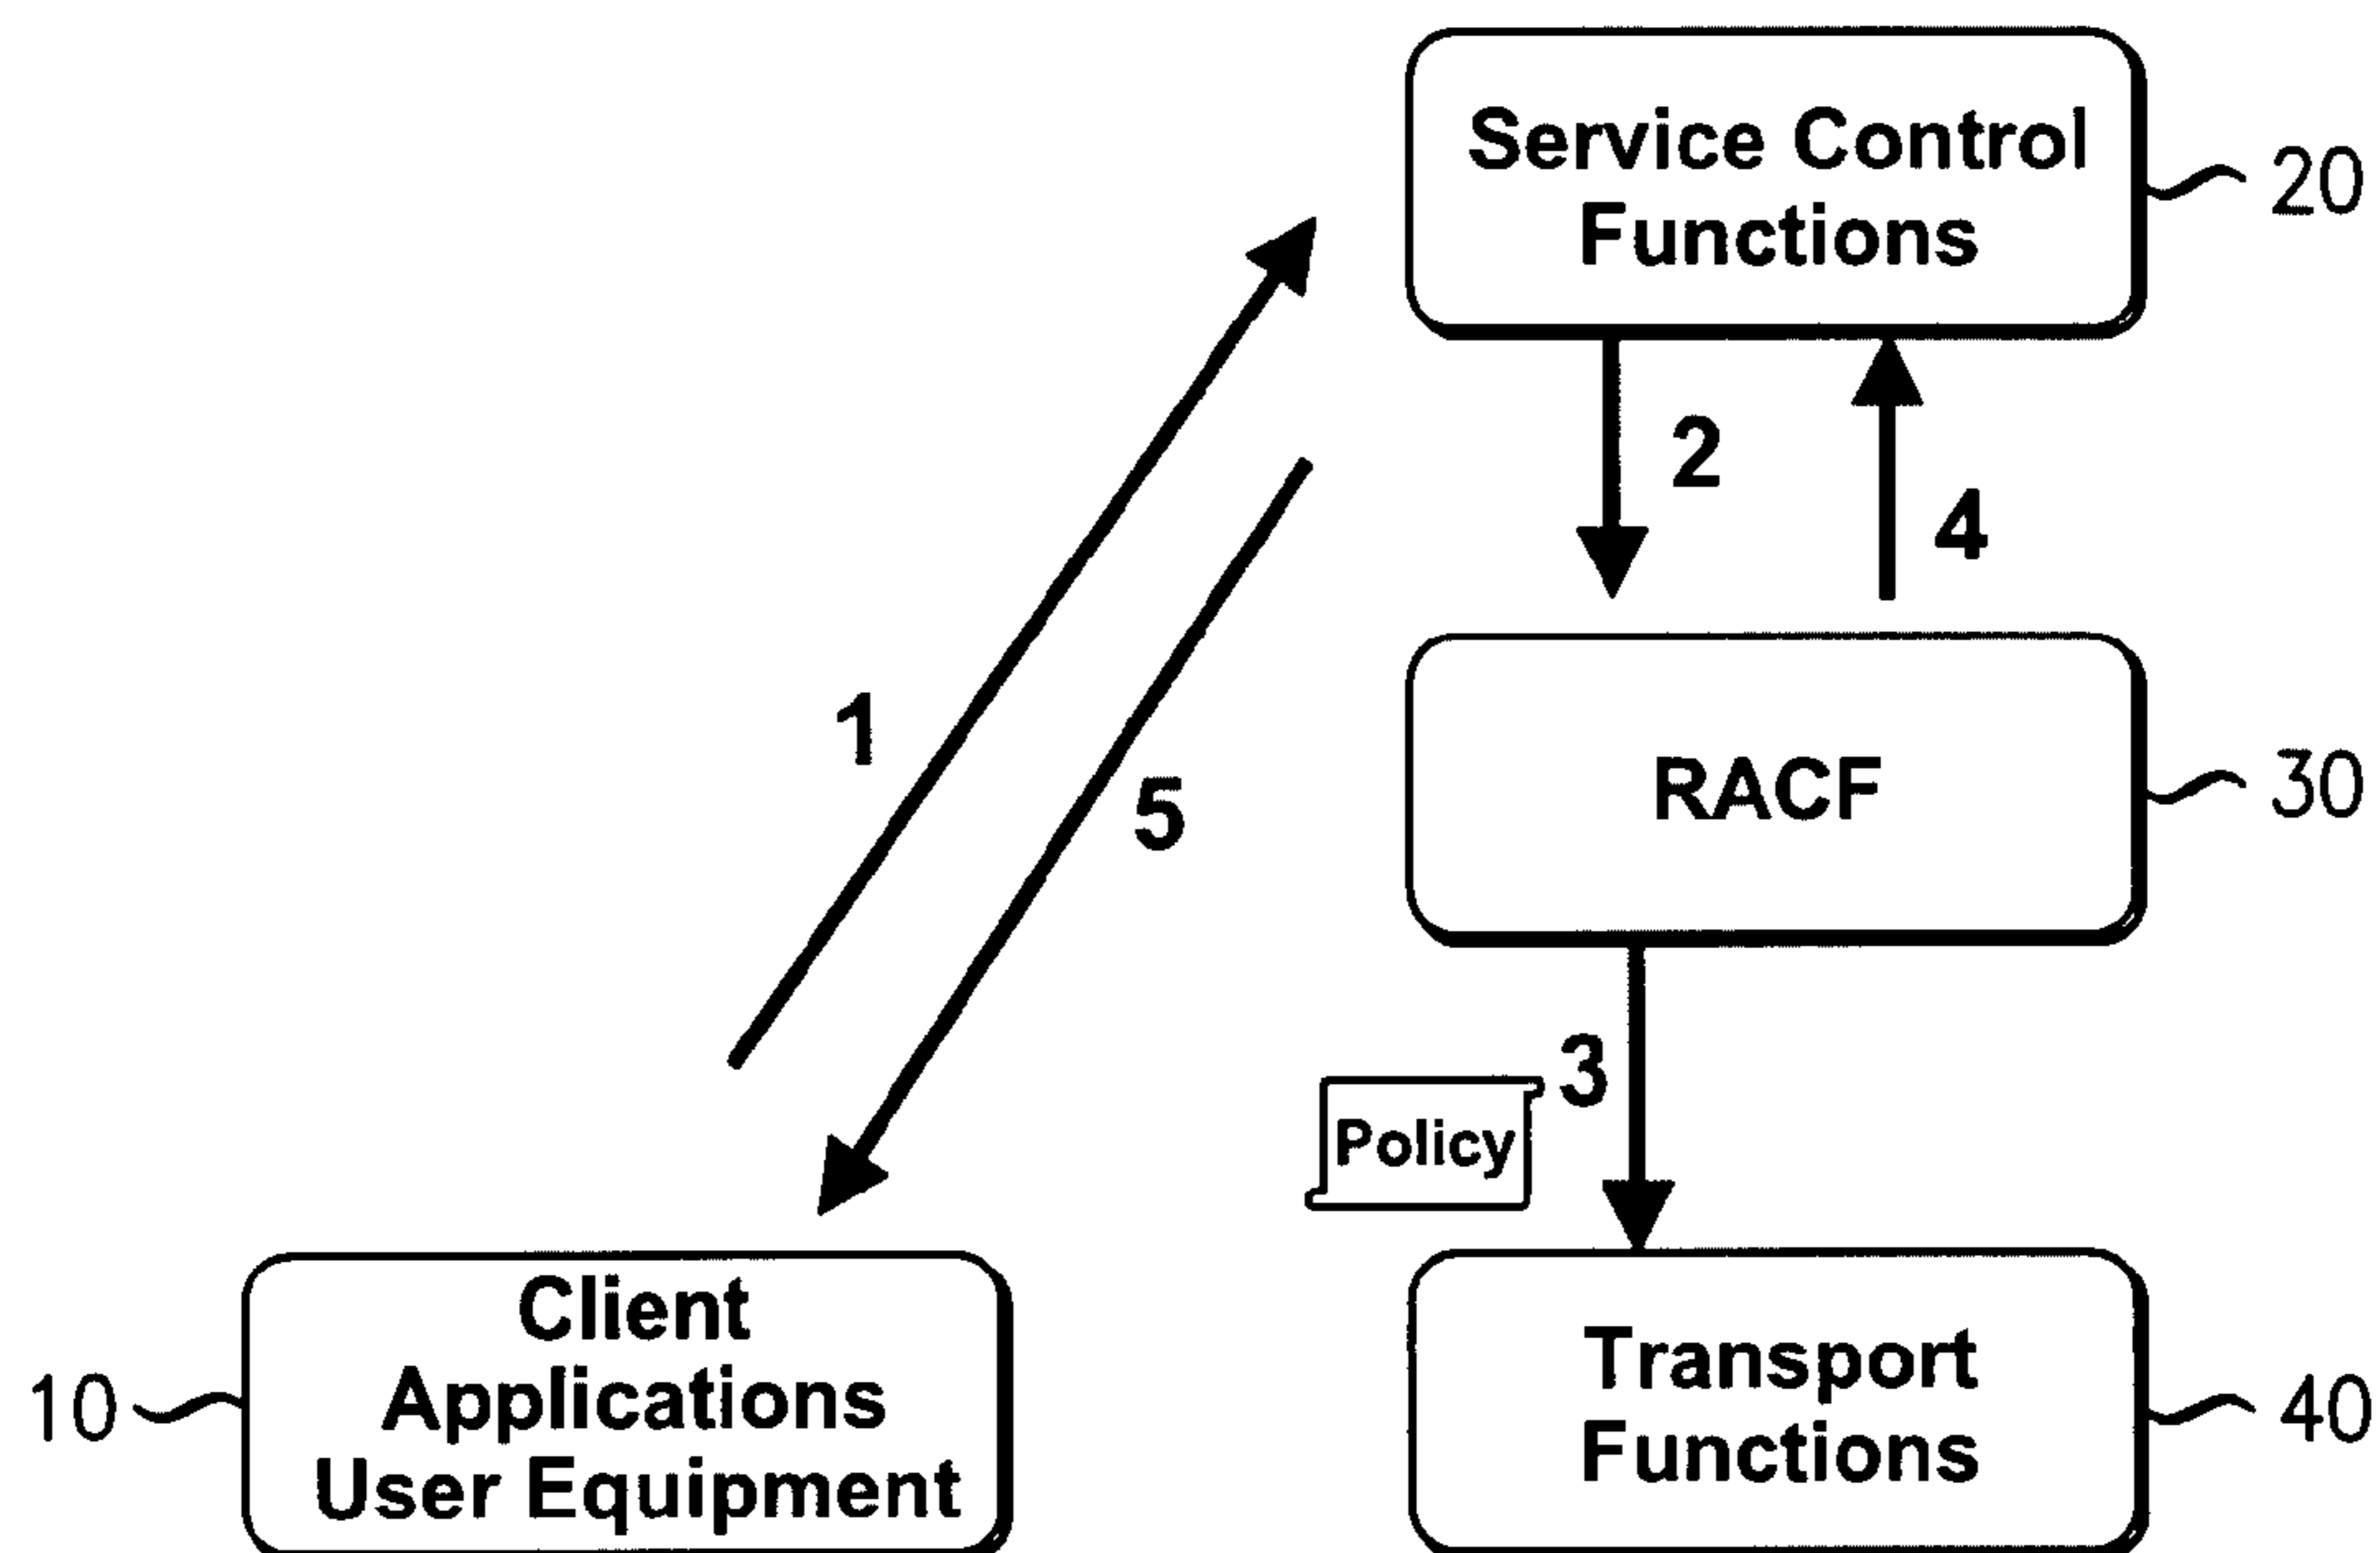 Service Control
Functions
20
2
4
1
5
RACF
30
3
Policy
Client
Applications
User Equipment
10
Transport
Functions
40